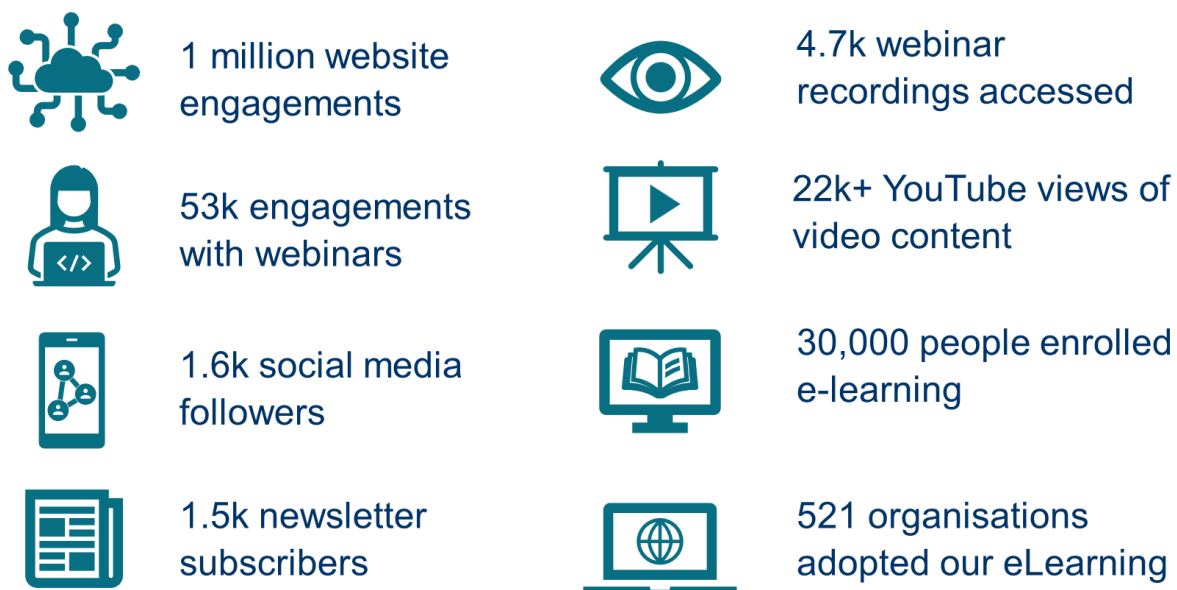 1 million website
engagements
53k engagements
with webinars
</>
1.6k social media
followers
1.5k newsletter
subscribers
4.7k webinar
recordings accessed
22k+ YouTube views of
video content
30,000 people enrolled
e-learning
521 organisations
adopted our eLearning